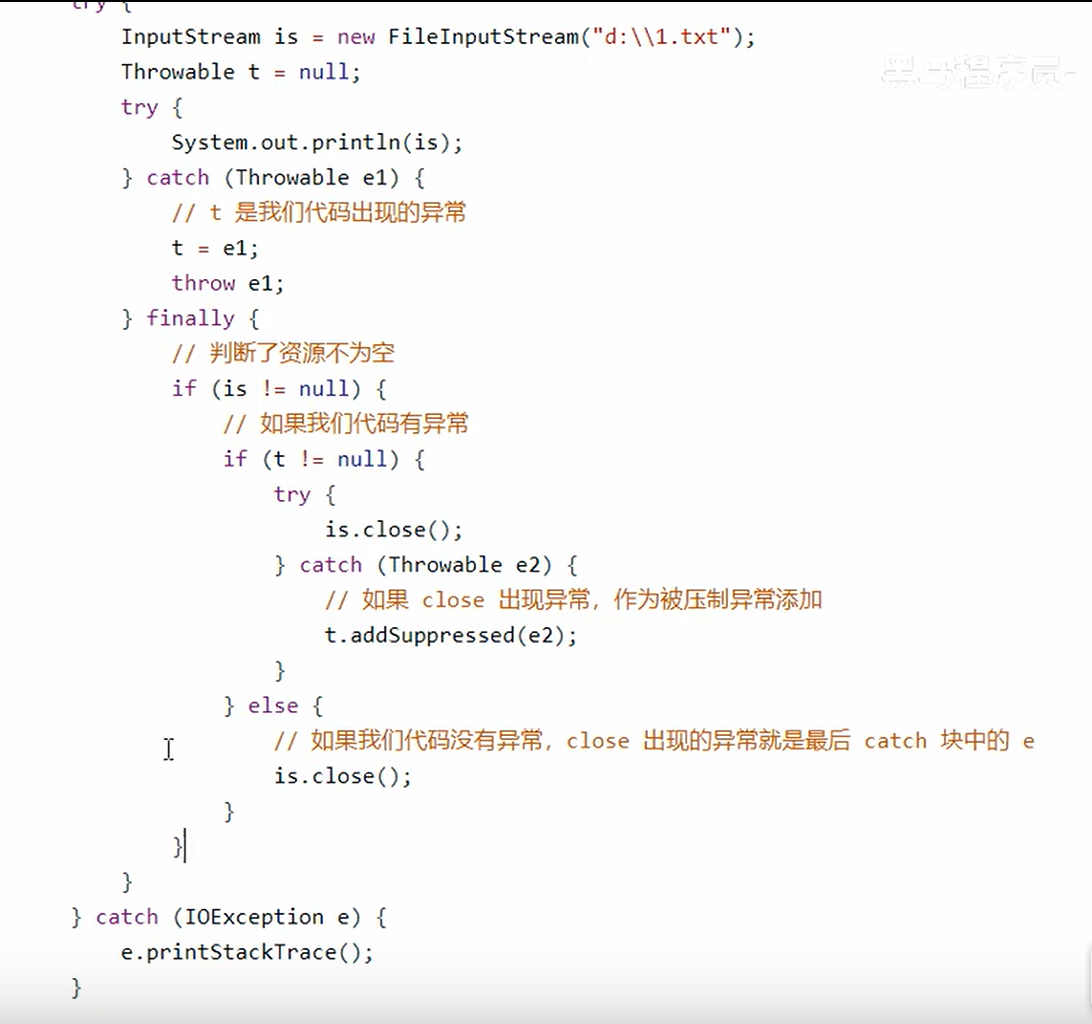 try {
InputStream is = new FileInputStream("d:\\1.txt");
Throwable t = null;
黑马程序员
try {
System.out.println(is);
} catch (Throwable e1) {
// t 是我们代码出现的异常
t = e1;
throw e1;
} finally {
// 判断了资源不为空
if (is != null) {
// 如果我们代码有异常
if (t != null) {
try {
is.close();
} catch (Throwable e2) {
// 如果 close 出现异常，作为被压制异常添加
t.addSuppressed(e2);
}
} else {
// 如果我们代码没有异常，close 出现的异常就是最后 catch 块中的 e
is.close();
}
}
}
} catch (IOException e) {
e.printStackTrace();
}